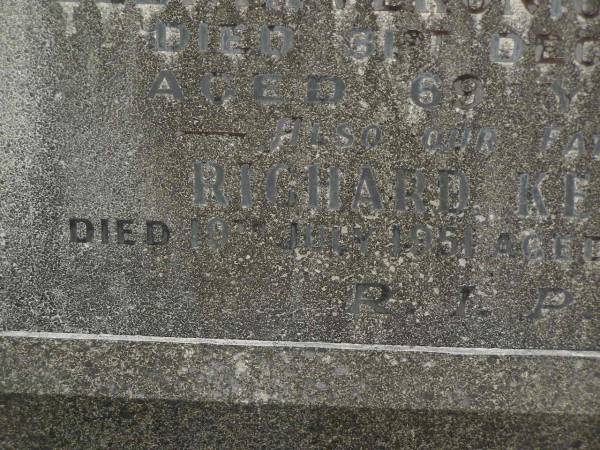 DIED 31ST DEC
AGED 69 Y
ALSO OUR FA
RICHARD KE
DIED 19TH JULY 1951 AGED
R. I. P.